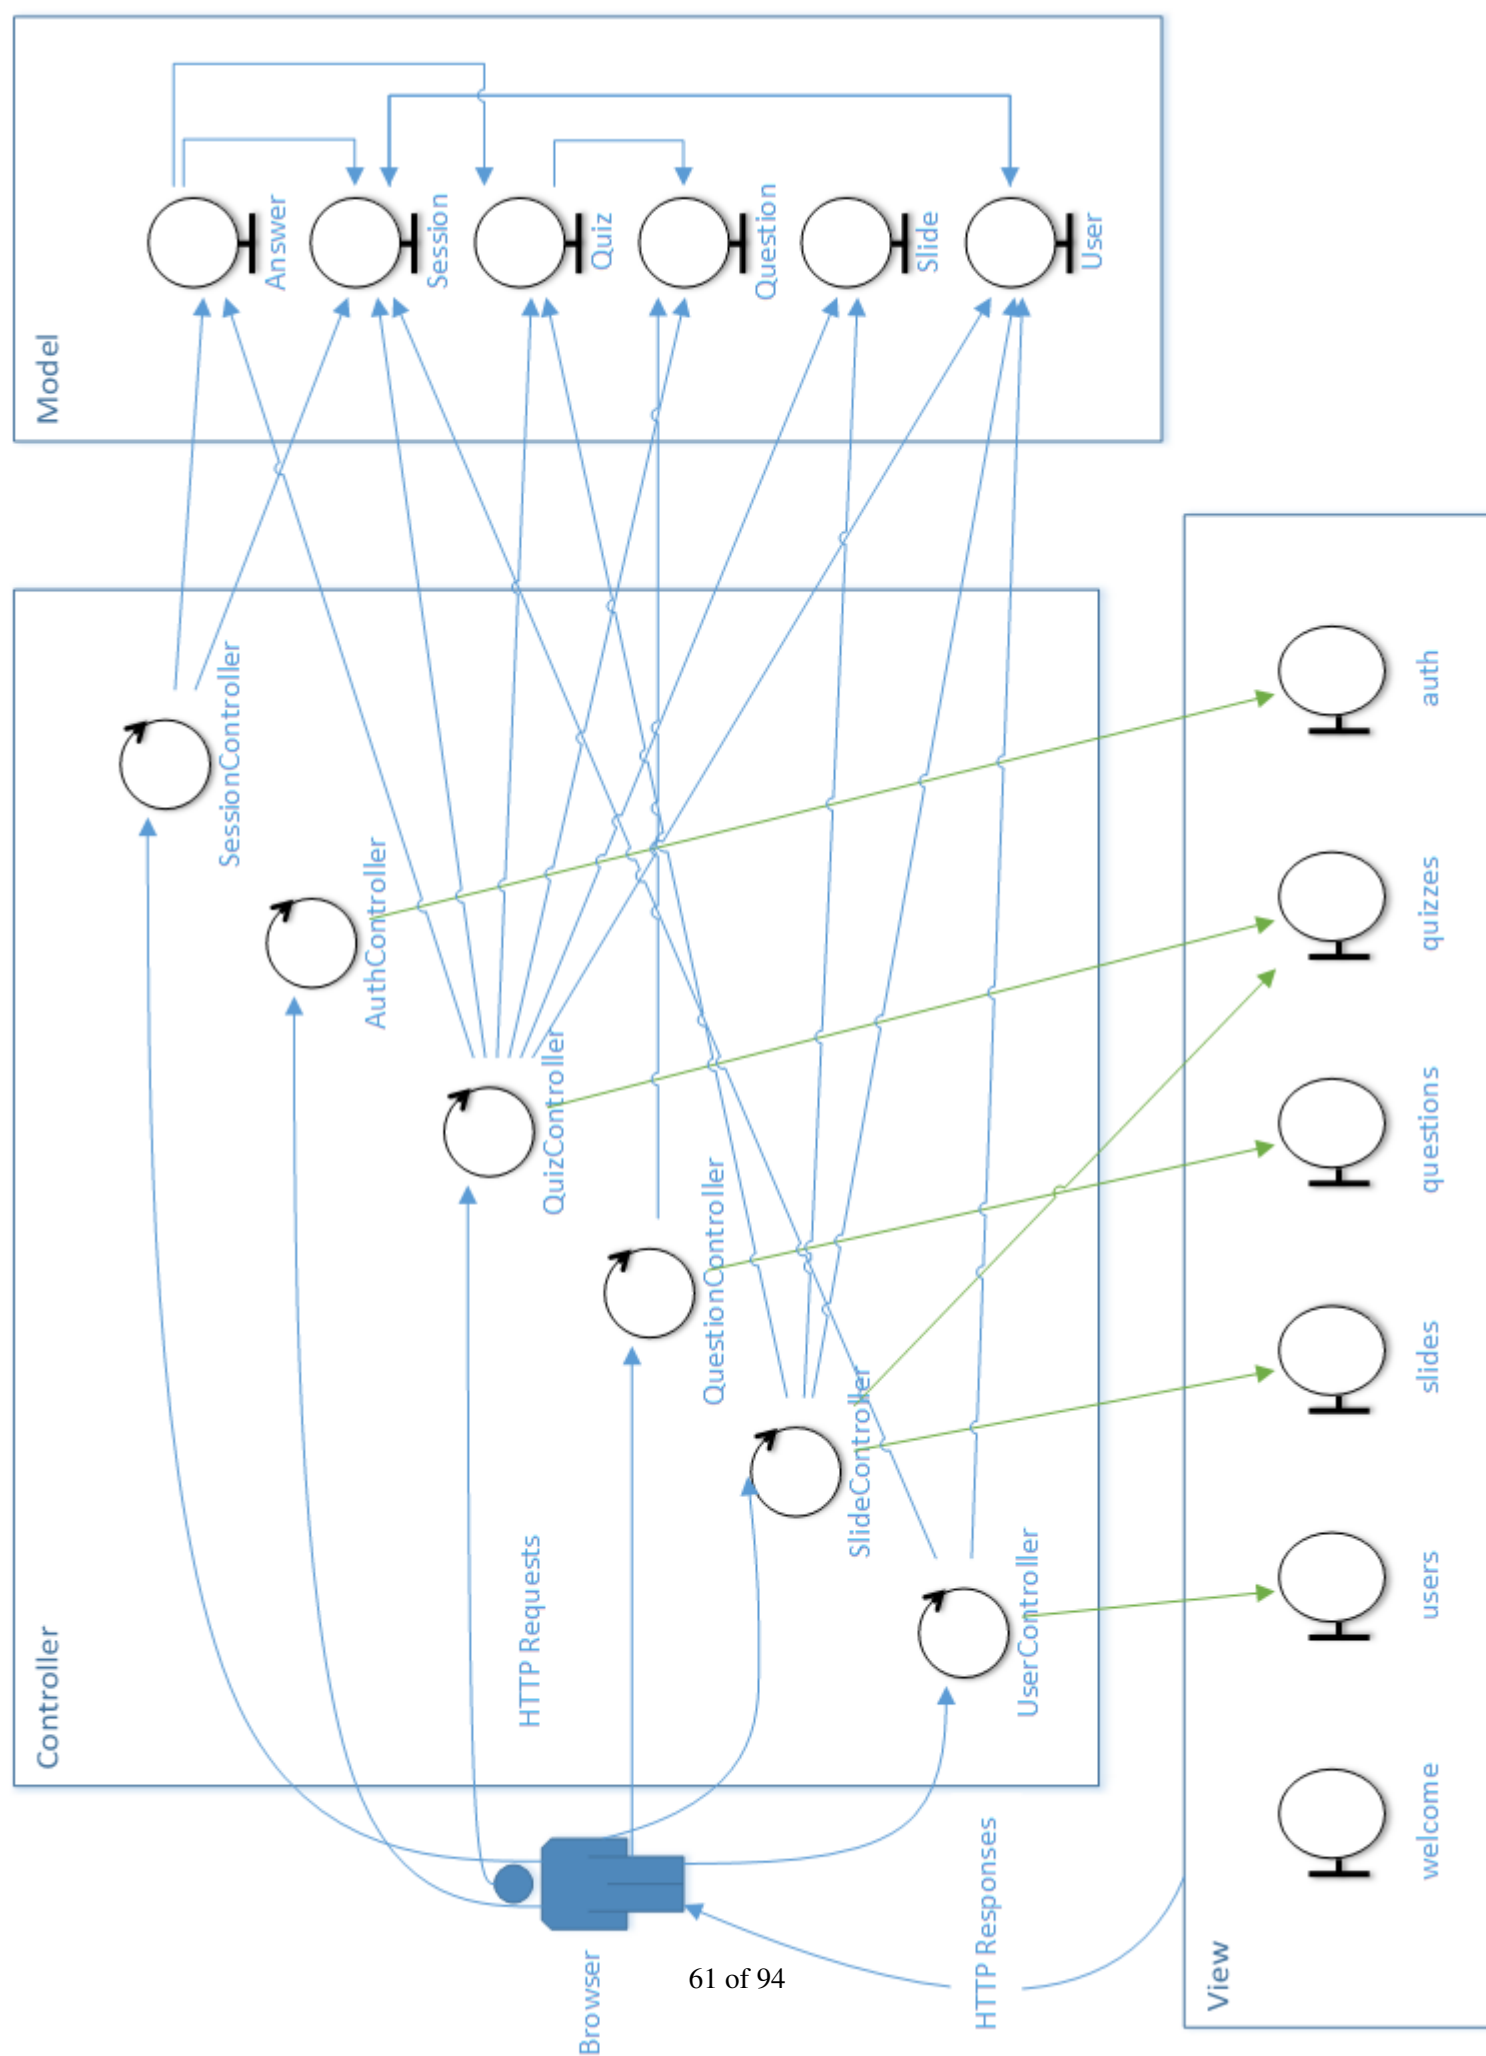 Model
Answer
Session
Quiz
Question
Slide
User
Controller
SessionController
AuthController
QuizController
QuestionController
SlideController
UserController
HTTP Requests
Browser
HTTP Responses
View
welcome
users
slides
questions
quizzes
auth
61 of 94